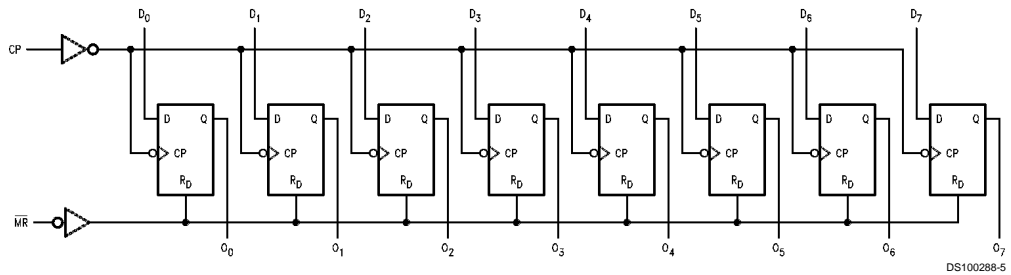 D0 D1 D2 D3 D4 D5 D6 D7
CP
D Q D Q D Q D Q D Q D Q D Q D Q
CP CP CP CP CP CP CP CP
RD RD RD RD RD RD RD RD
MR
O0 O1 O2 O3 O4 O5 O6 O7
DS100288-5